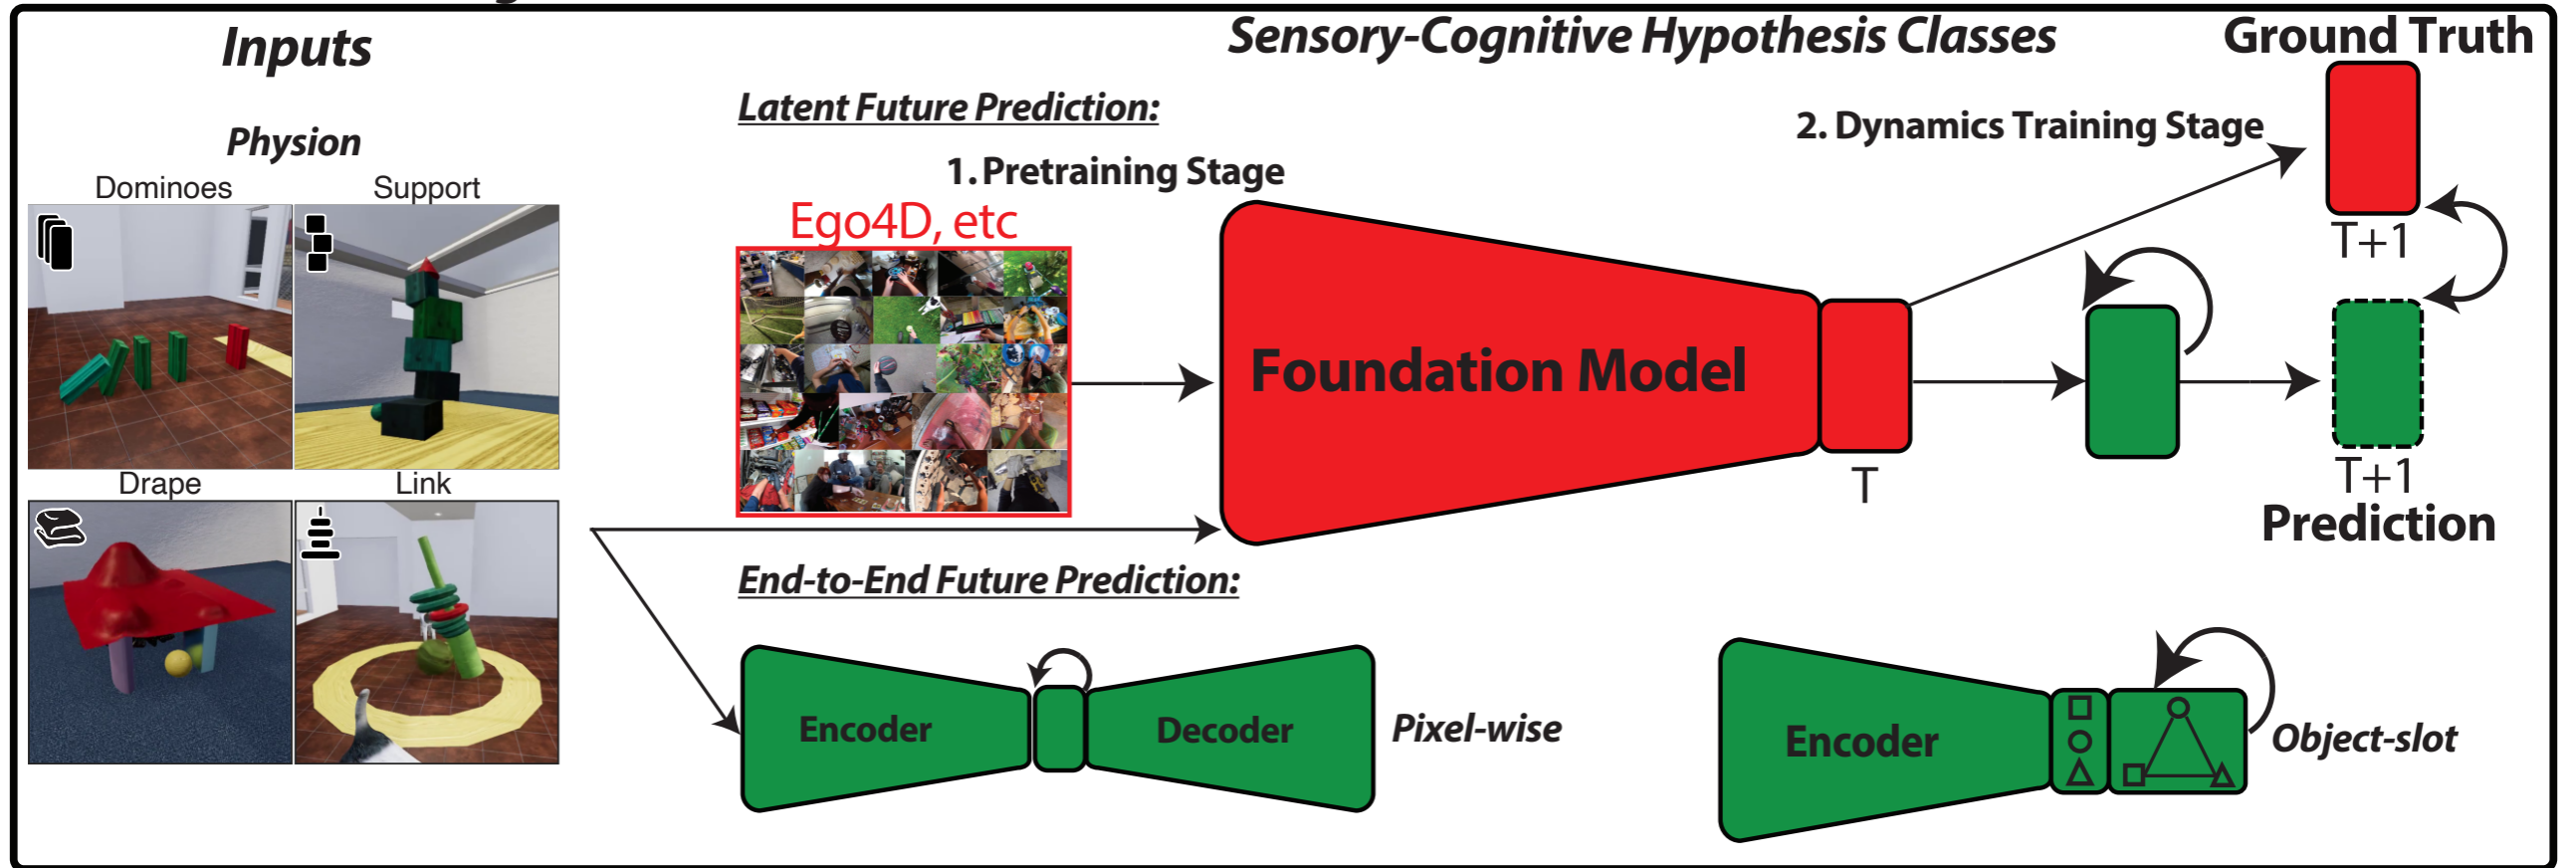 Inputs
Sensory-Cognitive Hypothesis Classes
Ground Truth
Physion
Dominoes
Support
Drape
Link
Latent Future Prediction:
1. Pretraining Stage
2. Dynamics Training Stage
Ego4D, etc
Foundation Model
T
T+1
T+1
Prediction
End-to-End Future Prediction:
Encoder
Decoder
Pixel-wise
Encoder
Object-slot